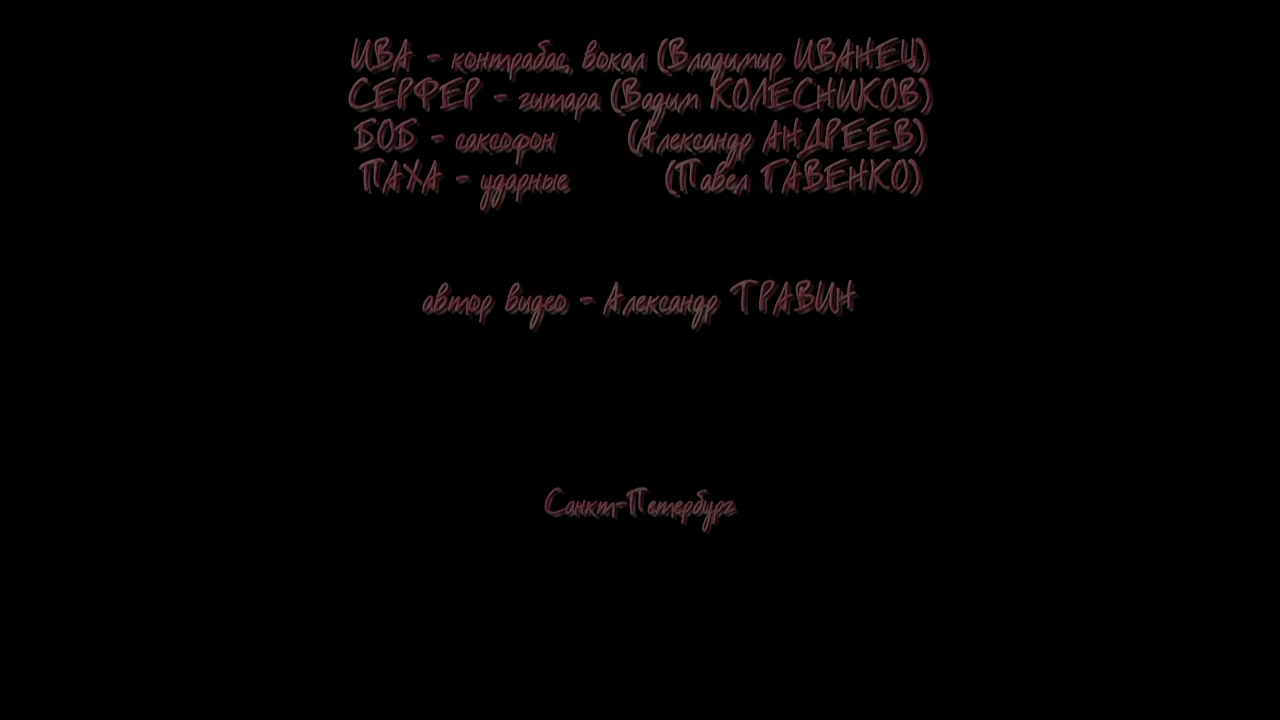 ИВА - контрабас, вокал (Владимир ИВАНЕЦ)
СЕРФЕР - гитара (Вадим КОЛЕСНИКОВ)
БОБ - саксофон (Александр АНДРЕЕВ)
ПАХА - ударные (Павел ГАВЕНКО)
автор видео - Александр ТРАВИН
Санкт-Петербург